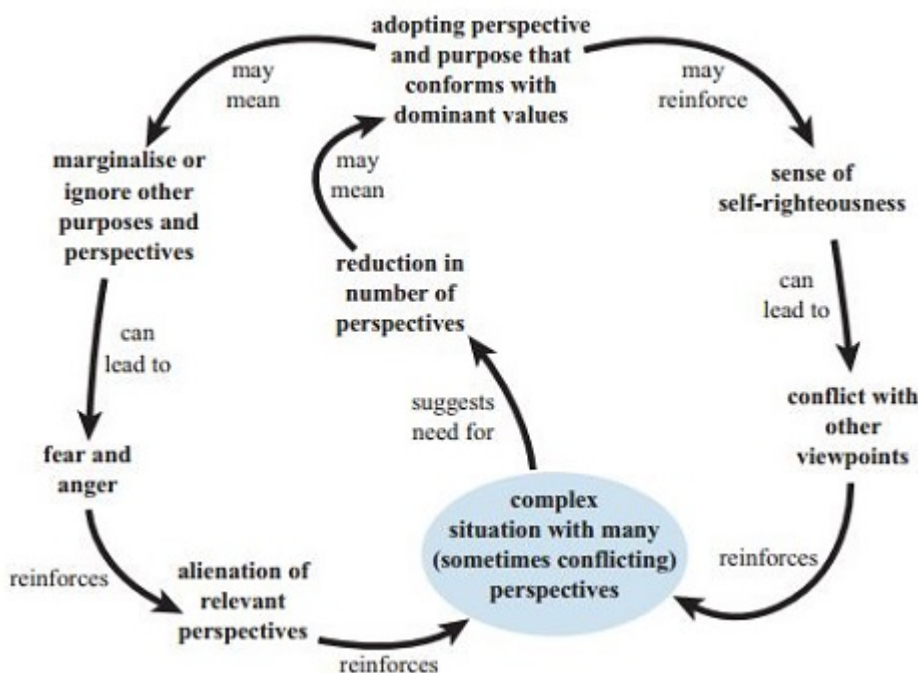 adopting perspective
and purpose that
conforms with
dominant values
may
mean
marginalise or
ignore other
purposes and
perspectives
can
lead to
fear and
anger
reinforces
alienation of
relevant
perspectives
reinforces
may
reinforce
sense of
self-righteousness
can
lead to
conflict with
other
viewpoints
reinforces
complex
situation with many
(sometimes conflicting)
perspectives
suggests
need for
reduction in
number of
perspectives
may
mean